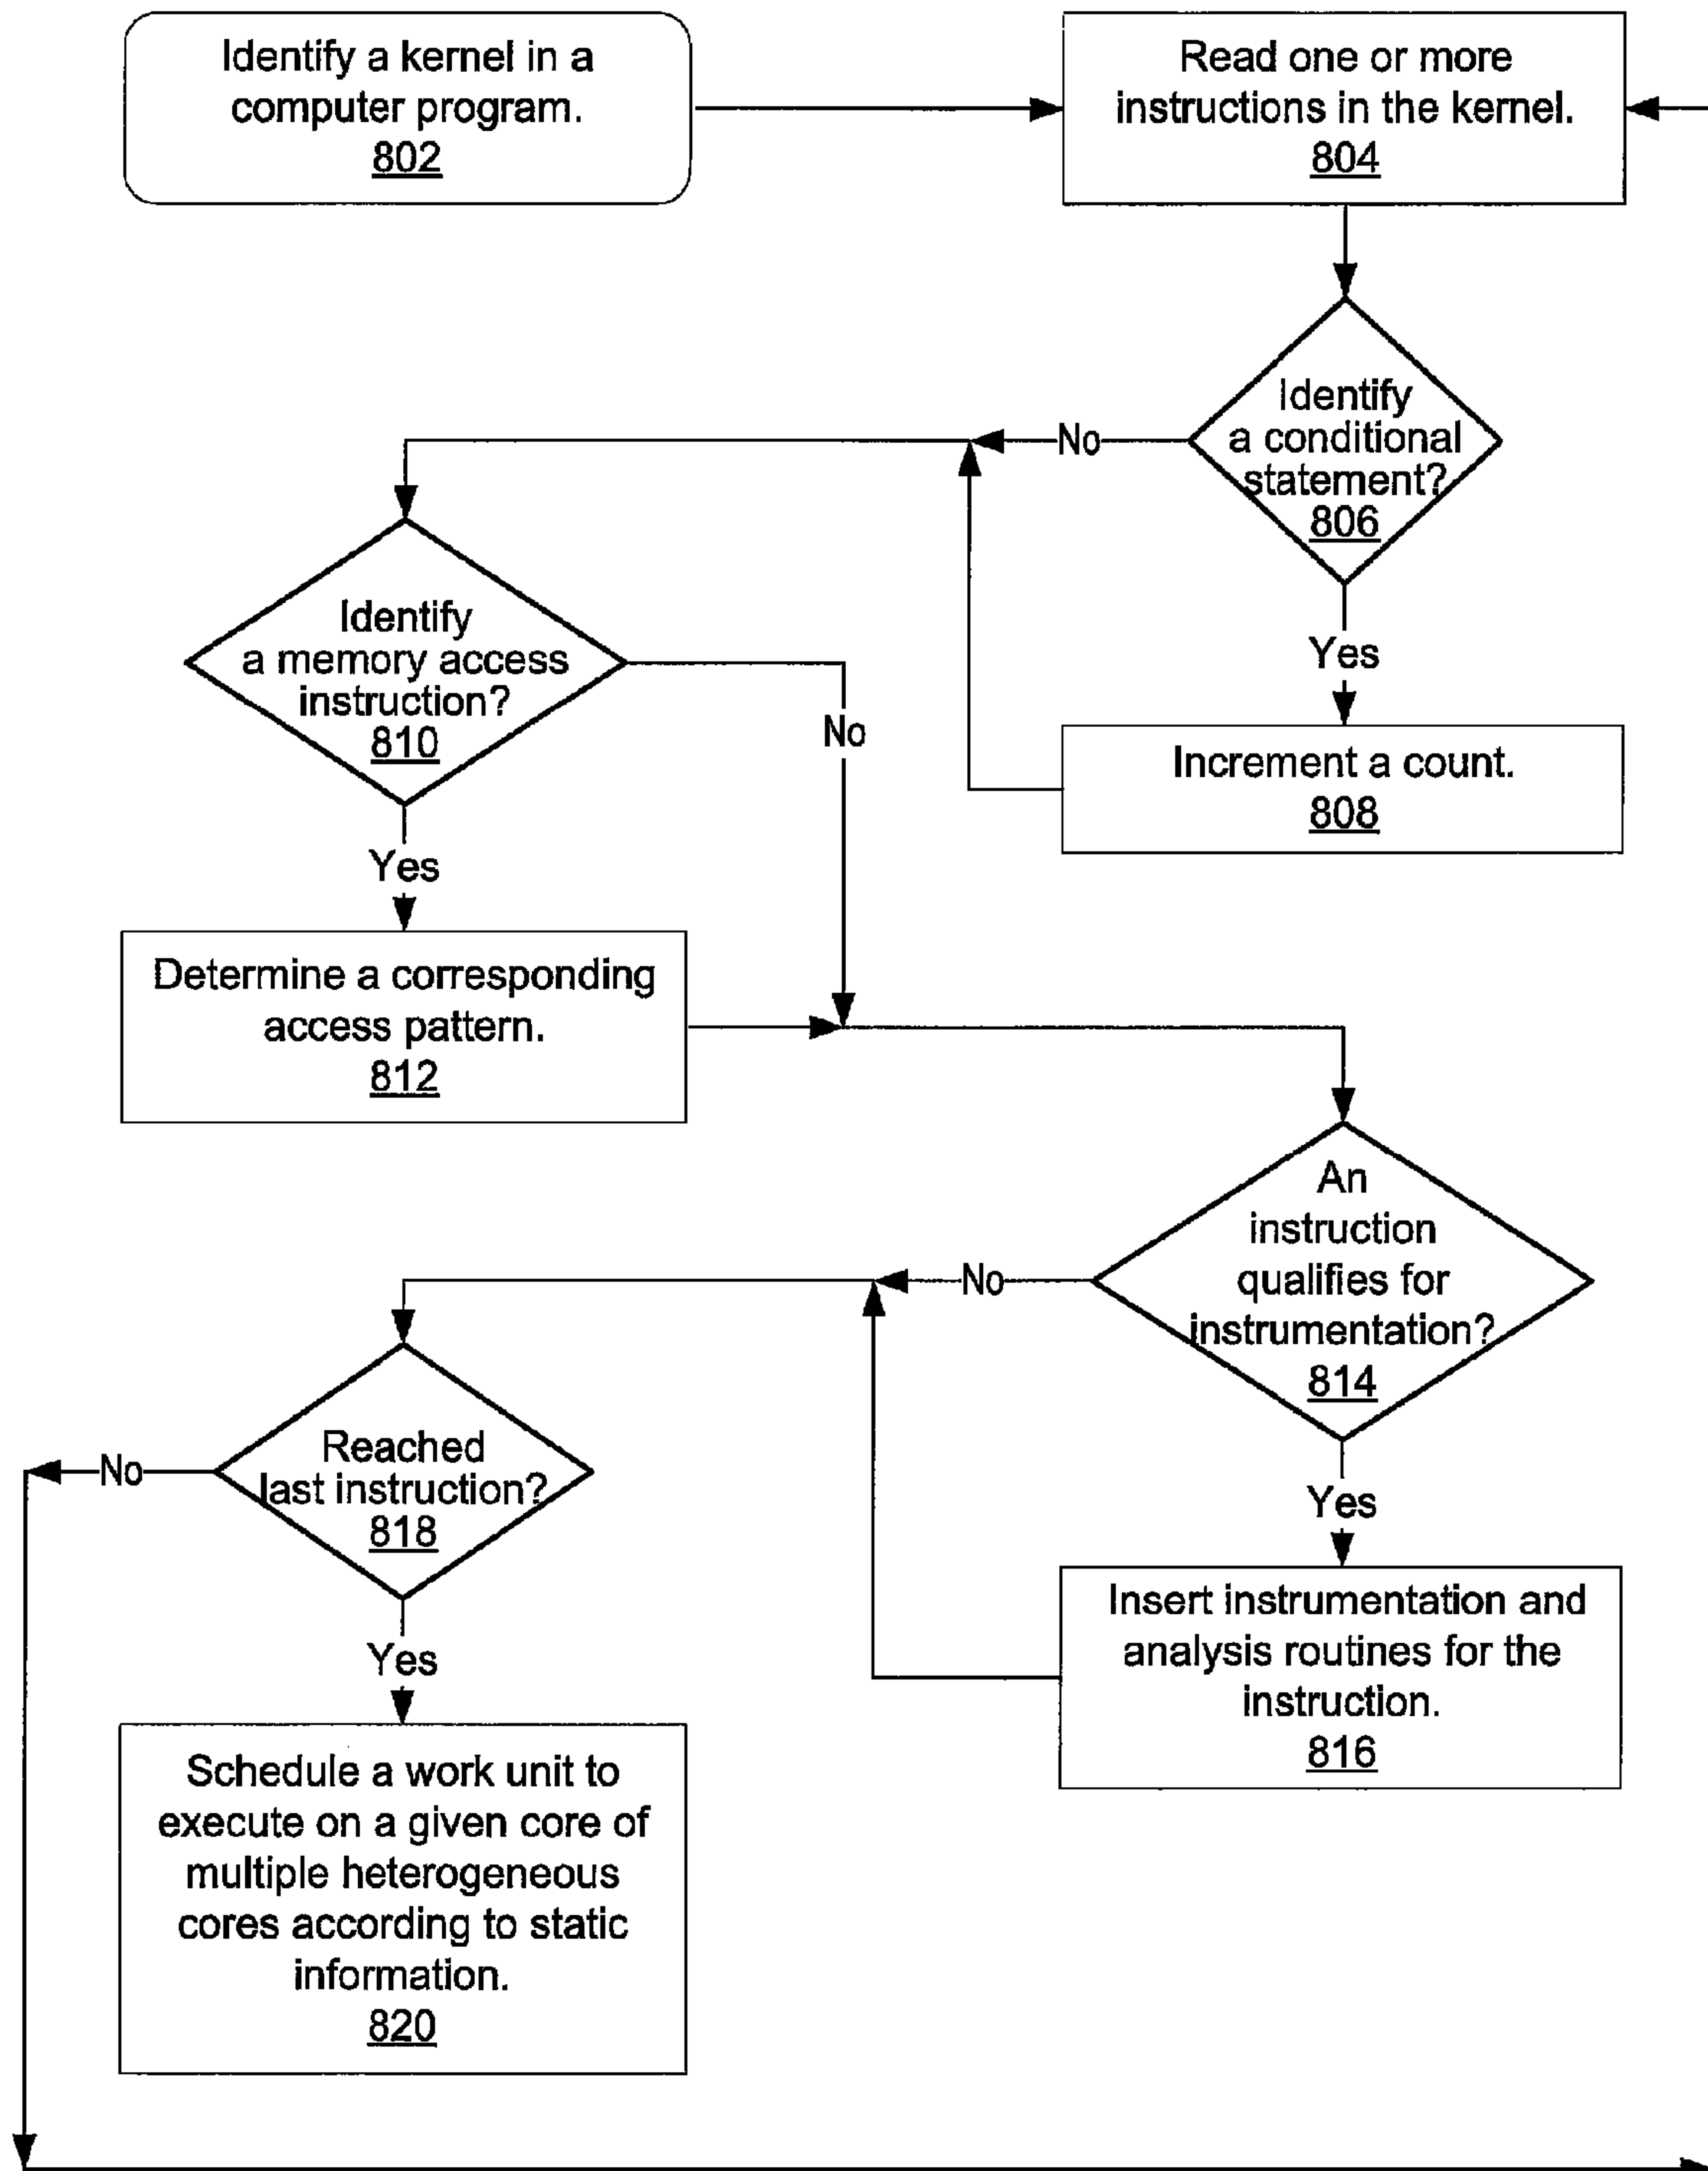 Identify a kernel in a
computer program.
802
Read one or more
instructions in the kernel.
804
Identify
a conditional
statement?
806
No
Yes
Increment a count.
808
Identify
a memory access
instruction?
810
No
Yes
Determine a corresponding
access pattern.
812
An
instruction
qualifies for
instrumentation?
814
No
Yes
Insert instrumentation and
analysis routines for the
instruction.
816
Reached
last instruction?
818
No
Yes
Schedule a work unit to
execute on a given core of
multiple heterogeneous
cores according to static
information.
820